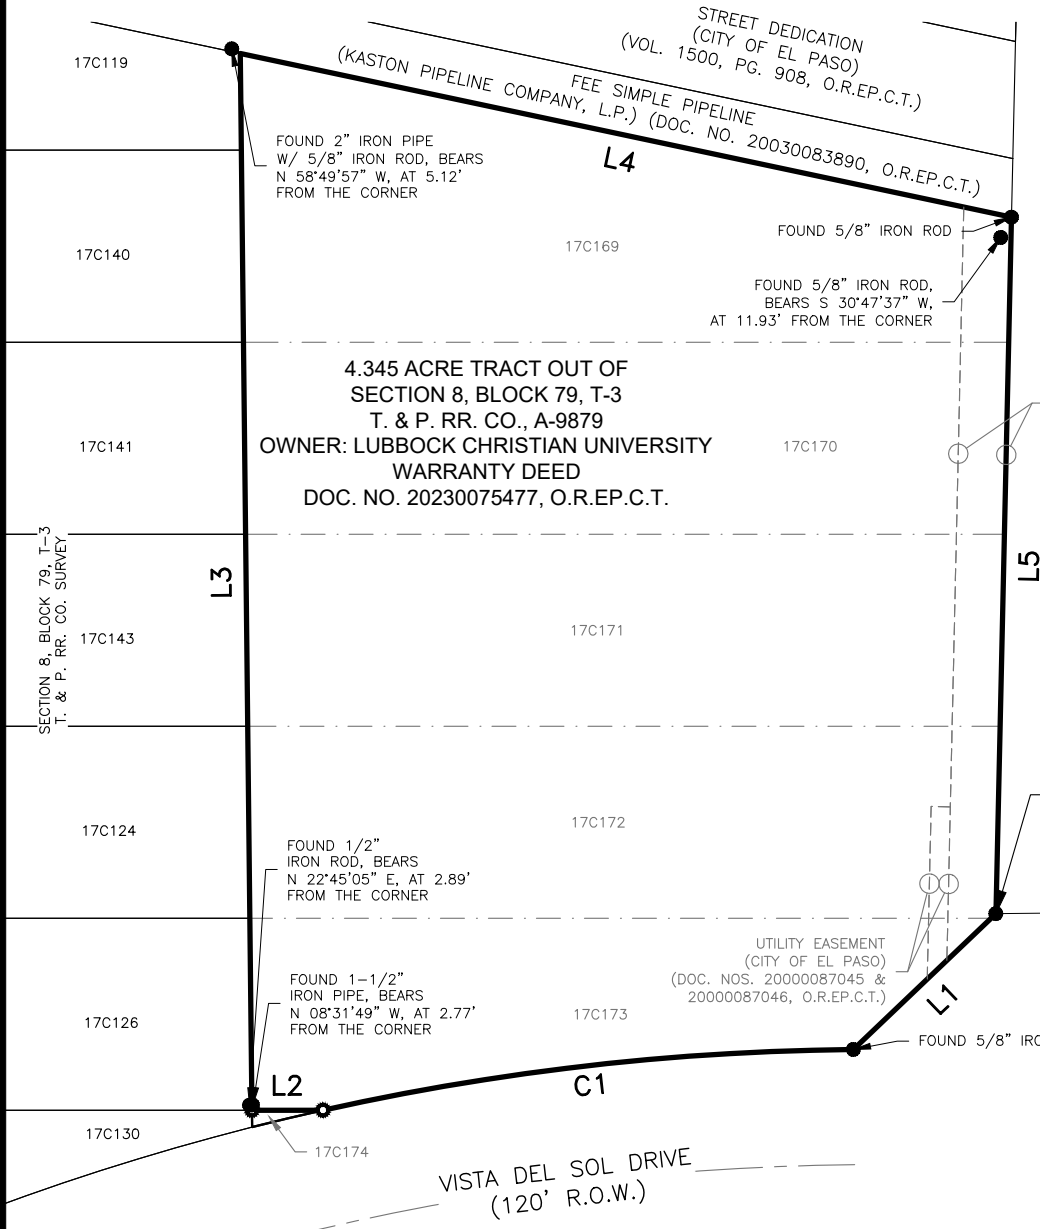 STREET DEDICATION
(CITY OF EL PASO)
(VOL. 1500, PG. 908, O.R.EP.C.T.)
FEE SIMPLE PIPELINE
(KASTON PIPELINE COMPANY, L.P.) (DOC. NO. 20030083890, O.R.EP.C.T.)
17C119
FOUND 2" IRON PIPE
W/ 5/8" IRON ROD, BEARS
N 58°49'57" W, AT 5.12'
FROM THE CORNER
L4
17C140
17C169
FOUND 5/8" IRON ROD
FOUND 5/8" IRON ROD,
BEARS S 30°47'37" W,
AT 11.93' FROM THE CORNER
4.345 ACRE TRACT OUT OF
SECTION 8, BLOCK 79, T-3
T. & P. RR. CO., A-9879
OWNER: LUBBOCK CHRISTIAN UNIVERSITY
WARRANTY DEED
DOC. NO. 20230075477, O.R.EP.C.T.
17C141
17C170
SECTION 8, BLOCK 79, T-3
T. & P. RR. CO. SURVEY
L3
L5
17C143
17C171
17C124
17C172
FOUND 1/2"
IRON ROD, BEARS
N 22°45'05" E, AT 2.89'
FROM THE CORNER
UTILITY EASEMENT
(CITY OF EL PASO)
(DOC. NOS. 20000087045 &
20000087046, O.R.EP.C.T.)
FOUND 1-1/2"
IRON PIPE, BEARS
N 08°31'49" W, AT 2.77'
FROM THE CORNER
17C126
17C173
L1
FOUND 5/8" IRO
L2
C1
17C130
17C174
VISTA DEL SOL DRIVE
(120' R.O.W.)